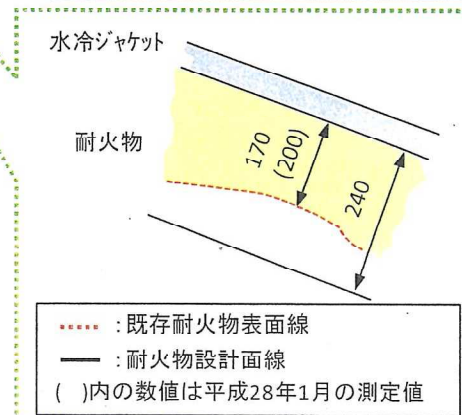 水冷ジャケット
耐火物
170
(200)
240
:既存耐火物表面線
:耐火物設計面線
( )内の数値は平成28年1月の測定値